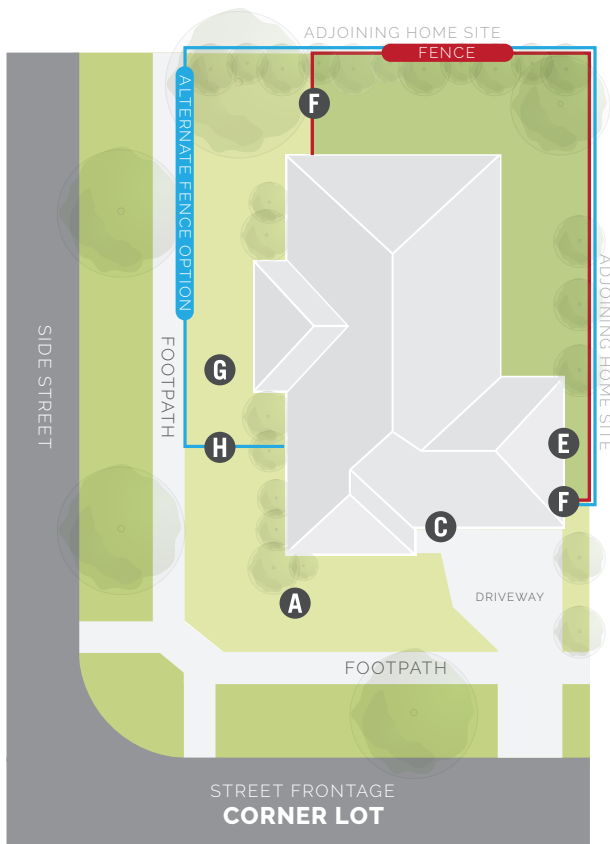 ADJOINING HOME SITE
FENCE
F
ALTERNATE FENCE OPTION
ADJOINING HOME SITE
SIDE STREET
FOOTPATH
G
H
E
F
C
A
DRIVEWAY
FOOTPATH
STREET FRONTAGE
CORNER LOT